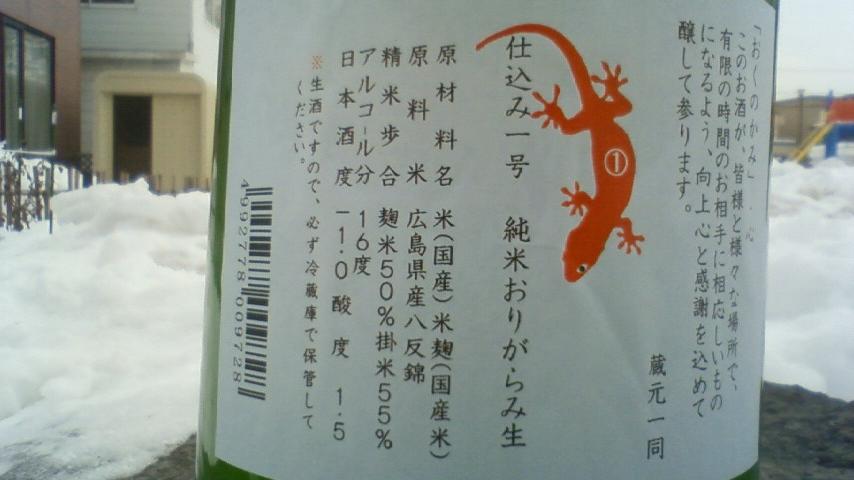 「おくのかみ」・心
このお酒が、皆様と様々な場所で、
有限の時間のお相手に相応しいもの
になるよう、向上心と感謝を込めて
醸して参ります。
蔵元一同
①
仕込み一号 純米おりがらみ生
原材料名 米(国産)米麹(国産米)
原料米 広島県産八反錦
精米歩合 麹米50%掛米55%
アルコール分 16度
日本酒度 -1.0 酸度 1.5
※生酒ですので、必ず冷蔵庫で保管して
ください。
4992778009728